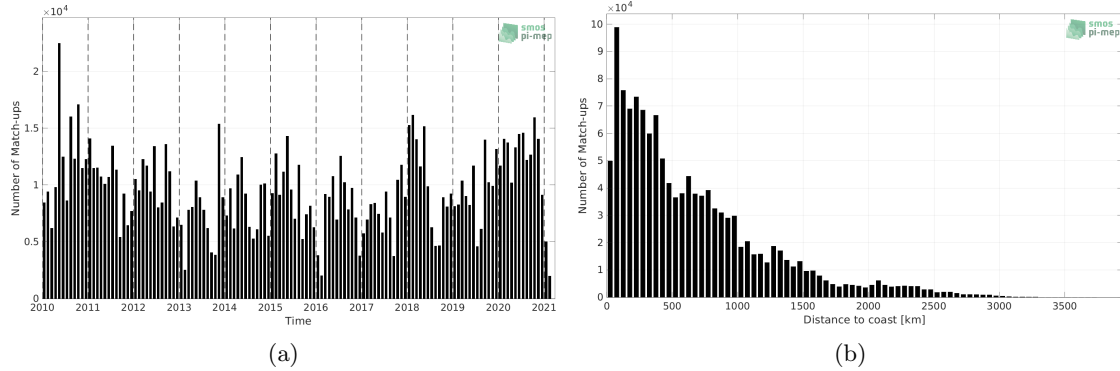 ×10⁴
smos
pi-mep
2
1.5
1
0.5
0
Number of Match-ups
2010 2011 2012 2013 2014 2015 2016 2017 2018 2019 2020 2021
Time
(a)
×10⁴
smos
pi-mep
10
9
8
7
6
5
4
3
2
1
0
Number of Match-ups
0 500 1000 1500 2000 2500 3000 3500
Distance to coast [km]
(b)